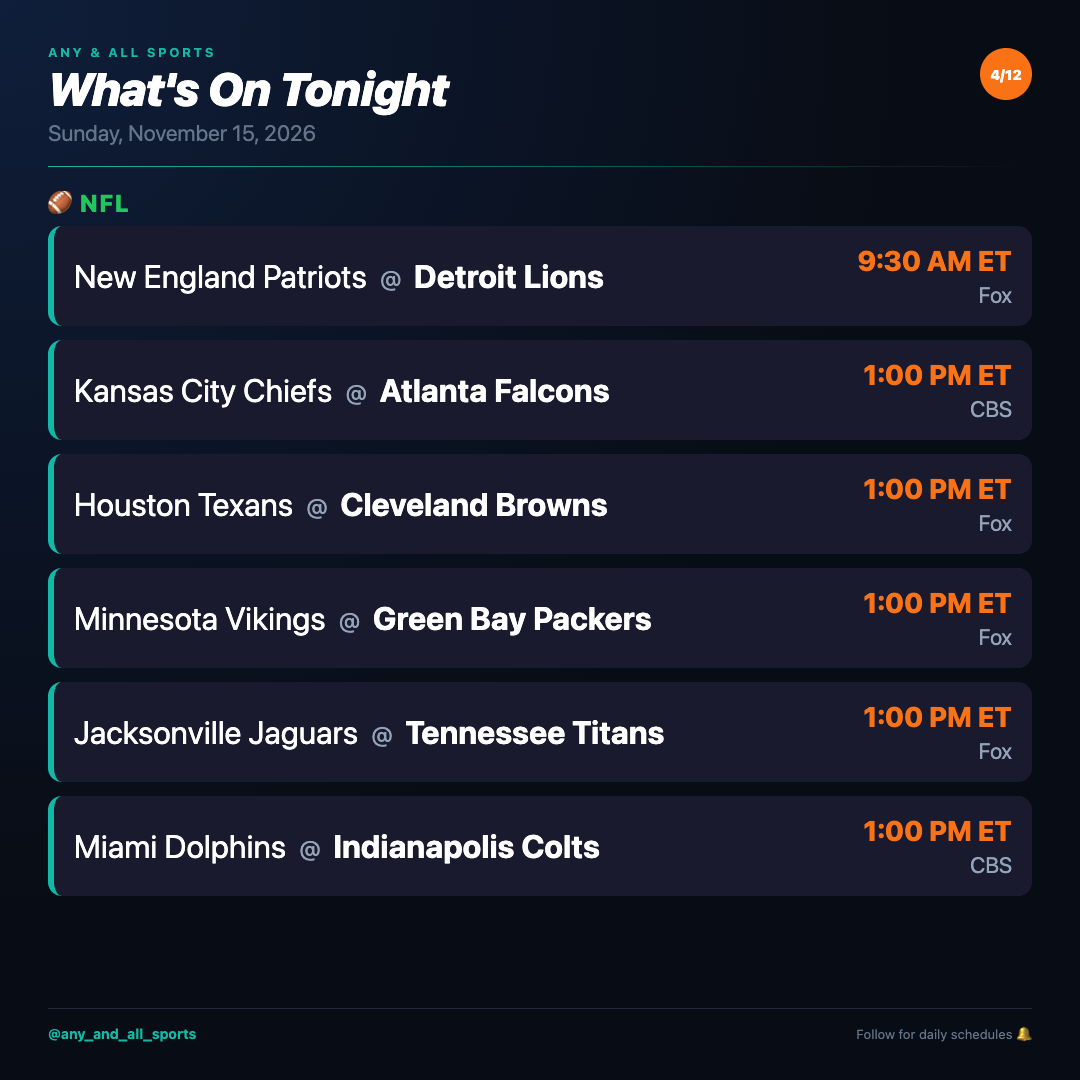 ANY & ALL SPORTS
What's On Tonight
4/12
Sunday, November 15, 2026
🏈 NFL
New England Patriots @ Detroit Lions
9:30 AM ET
Fox
Kansas City Chiefs @ Atlanta Falcons
1:00 PM ET
CBS
Houston Texans @ Cleveland Browns
1:00 PM ET
Fox
Minnesota Vikings @ Green Bay Packers
1:00 PM ET
Fox
Jacksonville Jaguars @ Tennessee Titans
1:00 PM ET
Fox
Miami Dolphins @ Indianapolis Colts
1:00 PM ET
CBS
@any_and_all_sports
Follow for daily schedules 🔔